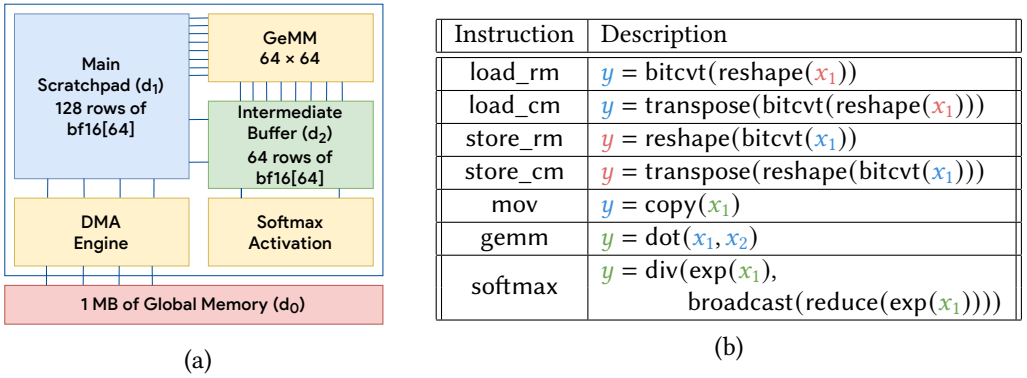 Main
Scratchpad (d₁)
128 rows of
bf16[64]
GeMM
64 × 64
Intermediate
Buffer (d₂)
64 rows of
bf16[64]
DMA
Engine
Softmax
Activation
1 MB of Global Memory (d₀)
(a)
Instruction Description
load_rm y = bitcvt(reshape(x₁))
load_cm y = transpose(bitcvt(reshape(x₁)))
store_rm y = reshape(bitcvt(x₁))
store_cm y = transpose(reshape(bitcvt(x₁)))
mov y = copy(x₁)
gemm y = dot(x₁, x₂)
softmax y = div(exp(x₁),
broadcast(reduce(exp(x₁))))
(b)